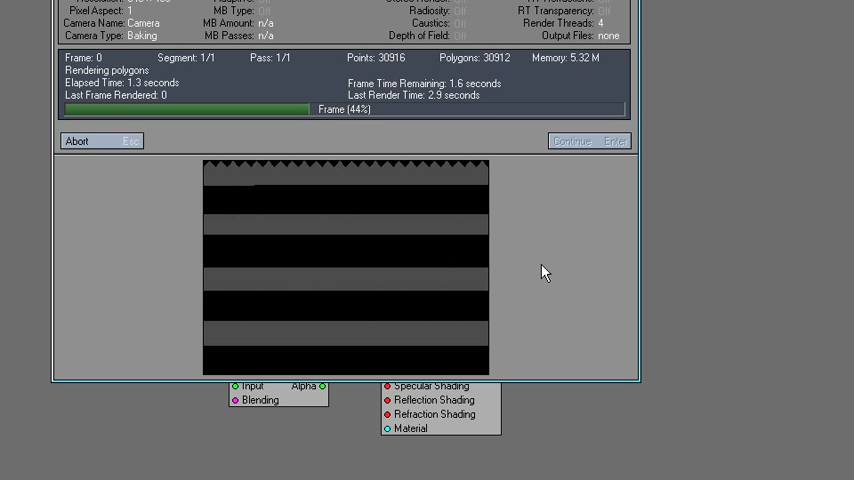 Pixel Aspect: 1 MB Type: Off RT Transparency: Off
Camera Name: Camera MB Amount: n/a Caustics: Off Render Threads: 4
Camera Type: Baking MB Passes: n/a Depth of Field: Off Output Files: none
Frame: 0 Segment: 1/1 Pass: 1/1 Points: 30916 Polygons: 30912 Memory: 5.32 M
Rendering polygons
Elapsed Time: 1.3 seconds Frame Time Remaining: 1.6 seconds
Last Frame Rendered: 0 Last Render Time: 2.9 seconds
Frame (44%)
Abort Esc Continue Enter
Input Alpha Specular Shading
Blending Reflection Shading
Refraction Shading
Material